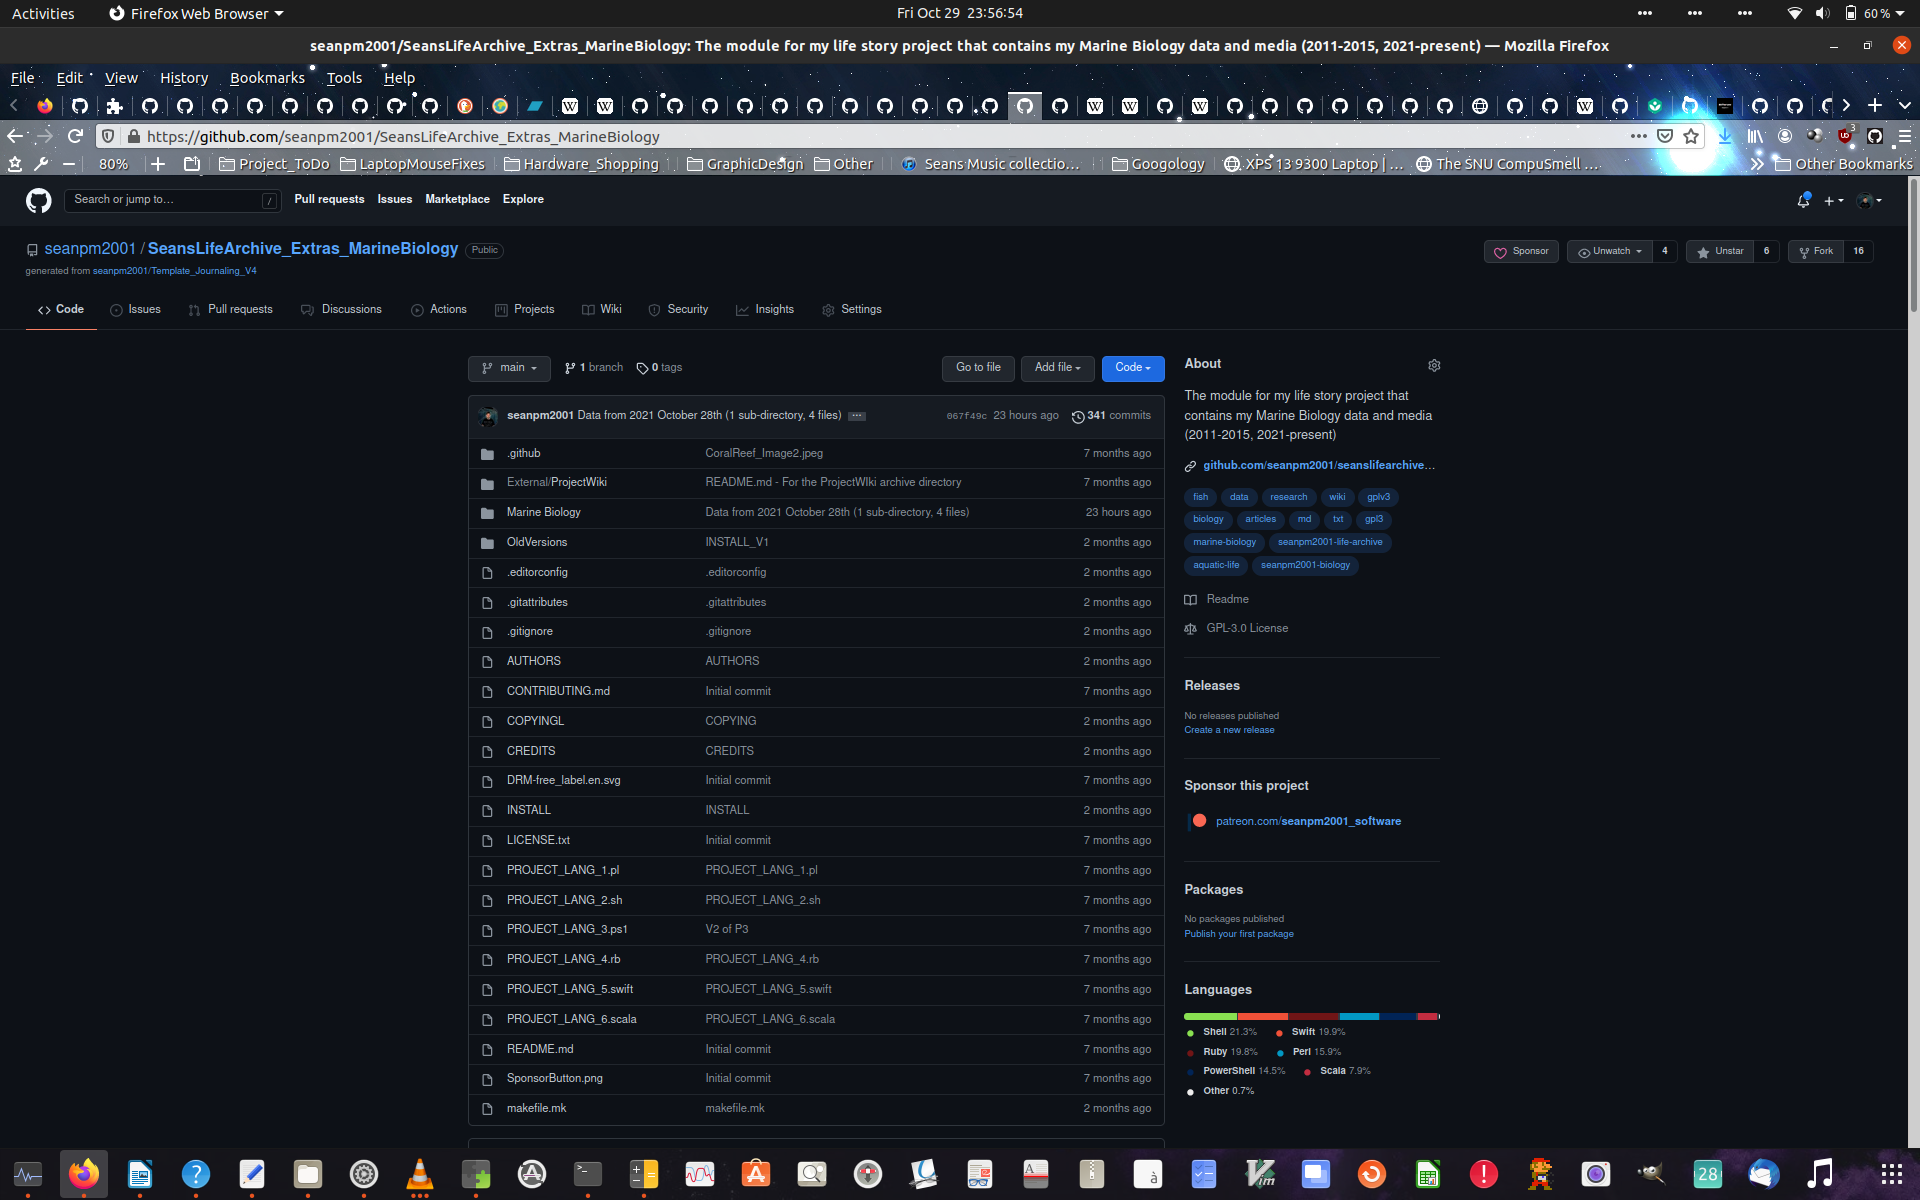 Activities Firefox Web Browser Fri Oct 29 23:56:54 60 %
seanpm2001/SeansLifeArchive_Extras_MarineBiology: The module for my life story project that contains my Marine Biology data and media (2011-2015, 2021-present) — Mozilla Firefox
File Edit View History Bookmarks Tools Help
https://github.com/seanpm2001/SeansLifeArchive_Extras_MarineBiology 3
80% Project_ToDo LaptopMouseFixes Hardware_Shopping GraphicDesign Other Seans Music collectio… Googology XPS 13 9300 Laptop | … The SNU CompuSmell … Other Bookmarks
Search or jump to… / Pull requests Issues Marketplace Explore
seanpm2001 / SeansLifeArchive_Extras_MarineBiology Public Sponsor Unwatch 4 Unstar 6 Fork 16
generated from seanpm2001/Template_Journaling_V4
Code Issues Pull requests Discussions Actions Projects Wiki Security Insights Settings
main 1 branch 0 tags Go to file Add file Code
seanpm2001 Data from 2021 October 28th (1 sub-directory, 4 files) ... 067f49c 23 hours ago 341 commits
.github CoralReef_Image2.jpeg 7 months ago
External/ProjectWiki README.md - For the ProjectWIki archive directory 7 months ago
Marine Biology Data from 2021 October 28th (1 sub-directory, 4 files) 23 hours ago
OldVersions INSTALL_V1 2 months ago
.editorconfig .editorconfig 2 months ago
.gitattributes .gitattributes 2 months ago
.gitignore .gitignore 2 months ago
AUTHORS AUTHORS 2 months ago
CONTRIBUTING.md Initial commit 7 months ago
COPYINGL COPYING 2 months ago
CREDITS CREDITS 2 months ago
DRM-free_label.en.svg Initial commit 7 months ago
INSTALL INSTALL 2 months ago
LICENSE.txt Initial commit 7 months ago
PROJECT_LANG_1.pl PROJECT_LANG_1.pl 7 months ago
PROJECT_LANG_2.sh PROJECT_LANG_2.sh 7 months ago
PROJECT_LANG_3.ps1 V2 of P3 7 months ago
PROJECT_LANG_4.rb PROJECT_LANG_4.rb 7 months ago
PROJECT_LANG_5.swift PROJECT_LANG_5.swift 7 months ago
PROJECT_LANG_6.scala PROJECT_LANG_6.scala 7 months ago
README.md Initial commit 7 months ago
SponsorButton.png Initial commit 7 months ago
makefile.mk makefile.mk 2 months ago
About
The module for my life story project that
contains my Marine Biology data and media
(2011-2015, 2021-present)
github.com/seanpm2001/seanslifearchive…
fish data research wiki gplv3
biology articles md txt gpl3
marine-biology seanpm2001-life-archive
aquatic-life seanpm2001-biology
Readme
GPL-3.0 License
Releases
No releases published
Create a new release
Sponsor this project
patreon.com/seanpm2001_software
Packages
No packages published
Publish your first package
Languages
Shell 21.3% Swift 19.9%
Ruby 19.8% Perl 15.9%
PowerShell 14.5% Scala 7.9%
Other 0.7%
28